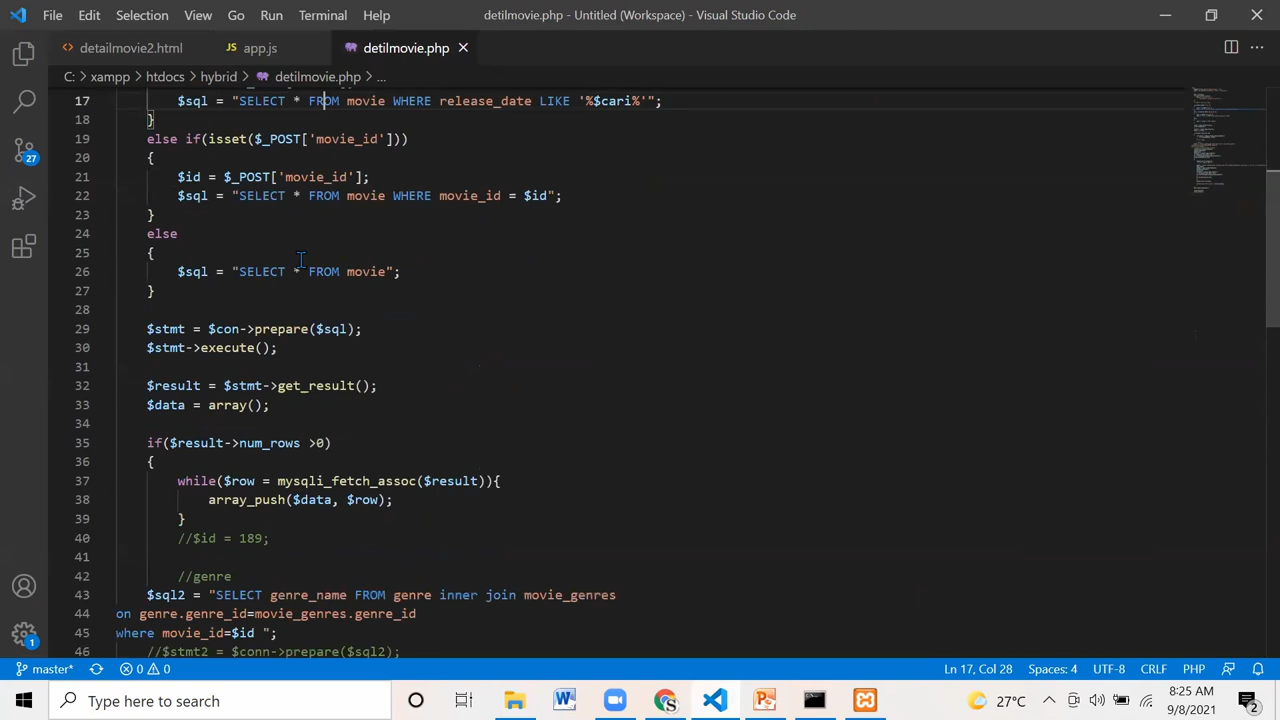 File Edit Selection View Go Run Terminal Help detilmovie.php - Untitled (Workspace) - Visual Studio Code
detailmovie2.html JS app.js detilmovie.php
C: > xampp > htdocs > hybrid > detilmovie.php > ...
17 $sql = "SELECT * FROM movie WHERE release_date LIKE '%$cari%'";
18 }
19 else if(isset($_POST['movie_id']))
20 {
21 $id = $_POST['movie_id'];
22 $sql = "SELECT * FROM movie WHERE movie_id = $id";
23 }
24 else
25 {
26 $sql = "SELECT * FROM movie";
27 }
28
29 $stmt = $con->prepare($sql);
30 $stmt->execute();
31
32 $result = $stmt->get_result();
33 $data = array();
34
35 if($result->num_rows >0)
36 {
37 while($row = mysqli_fetch_assoc($result)){
38 array_push($data, $row);
39 }
40 //$id = 189;
41
42 //genre
43 $sql2 = "SELECT genre_name FROM genre inner join movie_genres
44 on genre.genre_id=movie_genres.genre_id
45 where movie_id=$id ";
46 //$stmt2 = $conn->prepare($sql2);
27
1
master* 0 0 Ln 17, Col 28 Spaces: 4 UTF-8 CRLF PHP
Type here to search 27°C 8:25 AM
9/8/2021 2